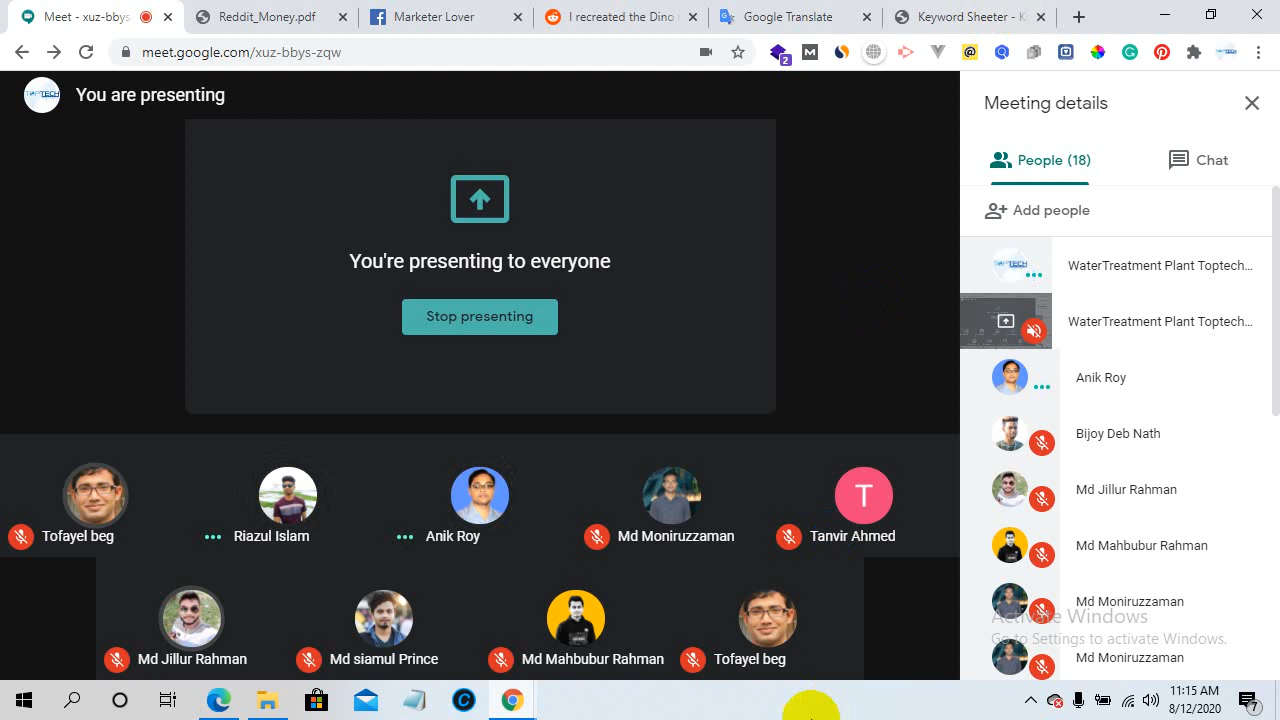 Meet - xuz-bbys
Reddit_Money.pdf
Marketer Lover
I recreated the Dino
Google Translate
Keyword Sheeter - K
meet.google.com/xuz-bbys-zqw
2
TOPTECH
You are presenting
You're presenting to everyone
Stop presenting
Tofayel beg
Riazul Islam
Anik Roy
Md Moniruzzaman
T
Tanvir Ahmed
Md Jillur Rahman
Md siamul Prince
Md Mahbubur Rahman
Tofayel beg
Meeting details
People (18)
Chat
Add people
TOPTECH
WaterTreatment Plant Toptech...
WaterTreatment Plant Toptech...
Anik Roy
Bijoy Deb Nath
Md Jillur Rahman
Md Mahbubur Rahman
Md Moniruzzaman
Md Moniruzzaman
Activate Windows
Go to Settings to activate Windows.
11:15 AM
8/12/2020
7